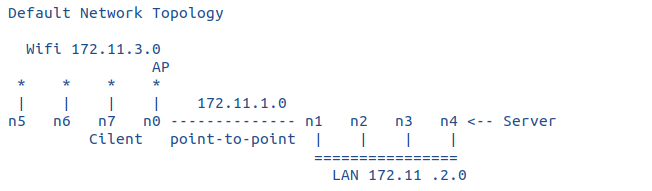 Default Network Topology
Wifi 172.11.3.0
AP
* * * *
| | | | 172.11.1.0
n5 n6 n7 n0 -------------- n1 n2 n3 n4 <-- Server
Cilent point-to-point | | | |
================
LAN 172.11 .2.0